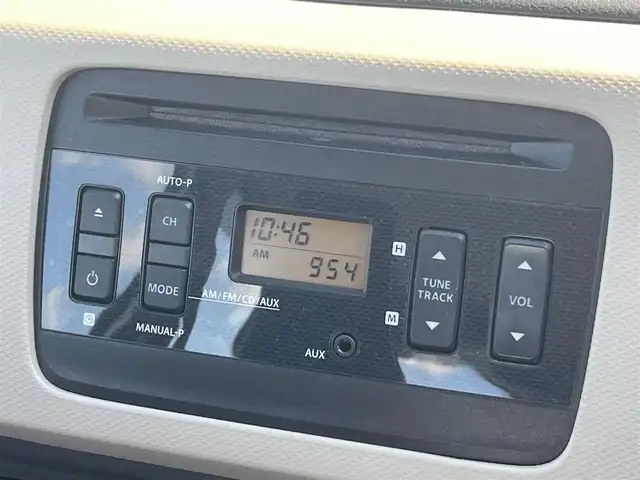 AUTO-P
CH
MODE
MANUAL-P
10:46
AM
954
AM/FM/CD/AUX
AUX
H
M
TUNE
TRACK
VOL